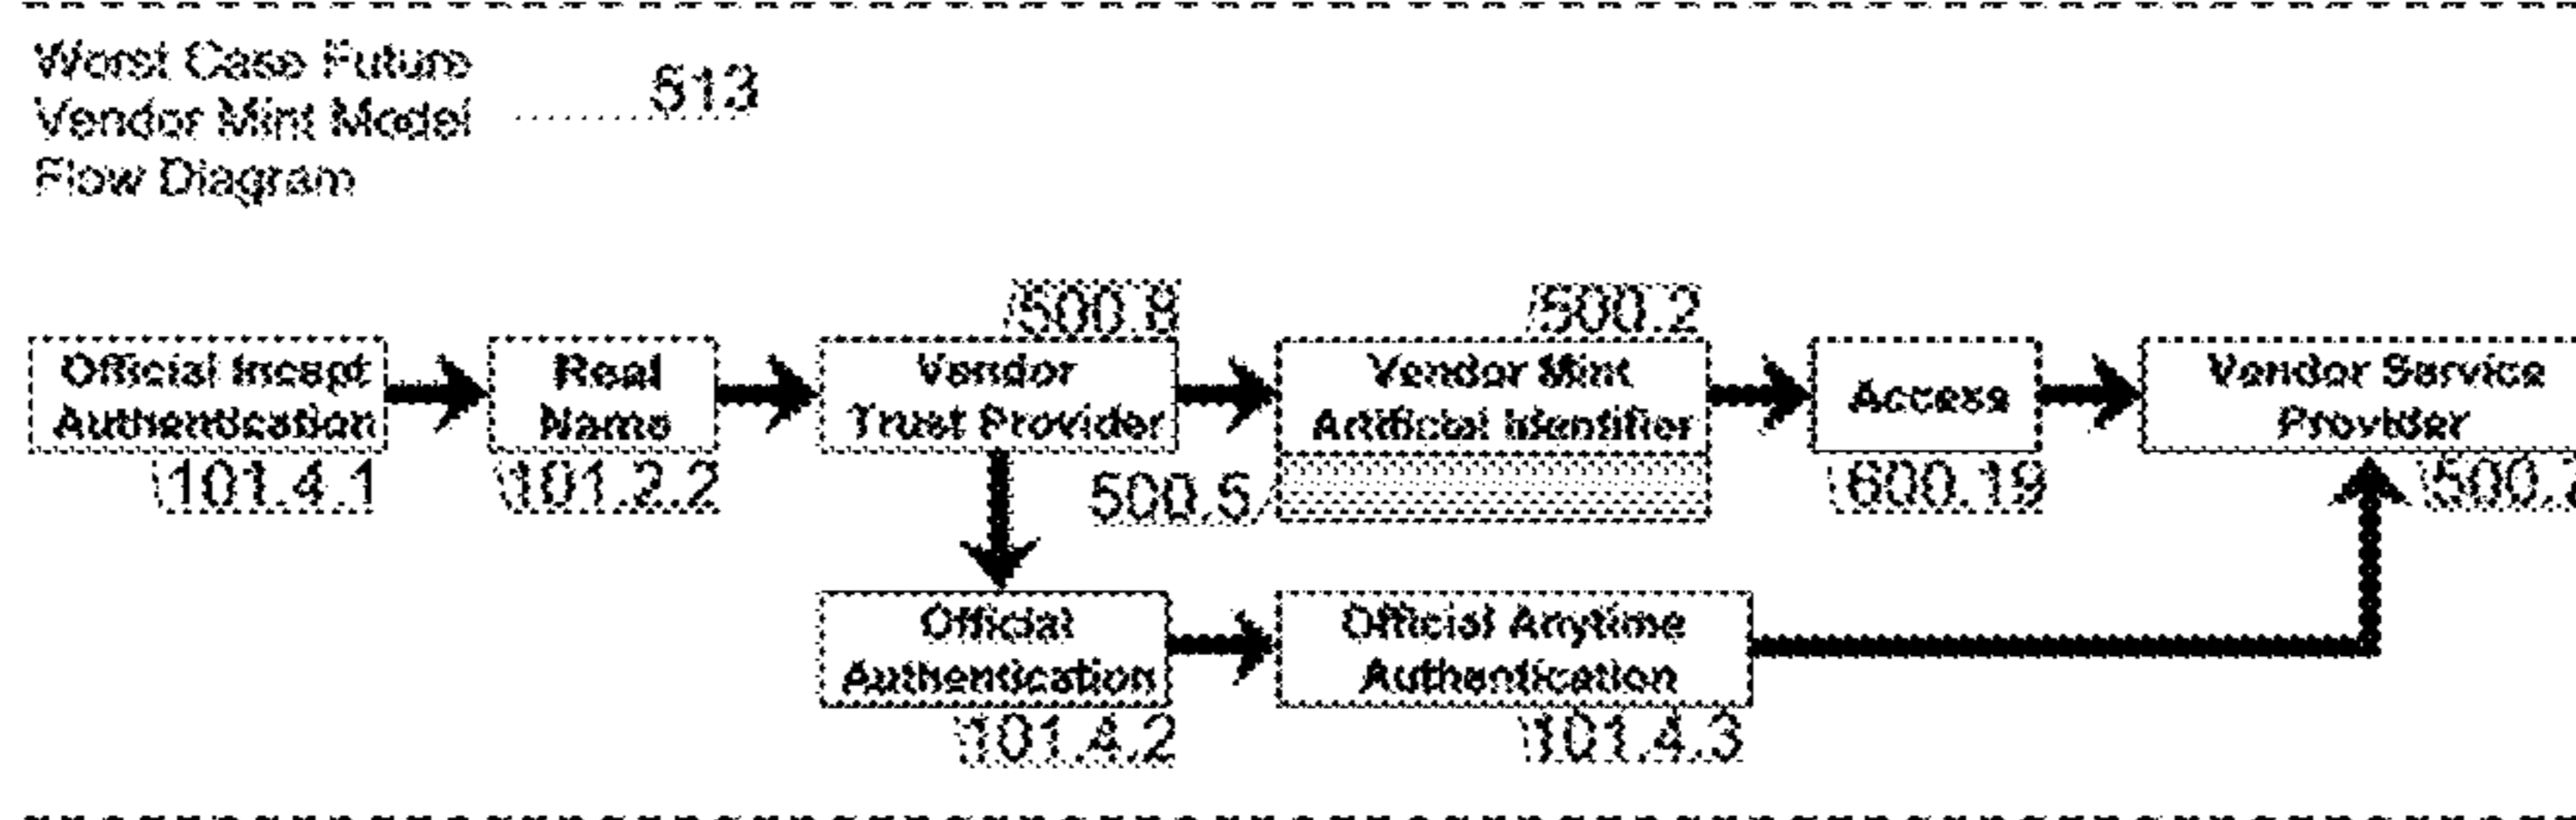 Worst Case Future
Vendor Mint Model
Flow Diagram
513
500.8
500.2
Official Incept
Authentication
Real
Name
Vendor
Trust Provider
Vendor Mint
Artificial Identifier
Access
Vendor Service
Provider
101.4.1
101.2.2
500.5
600.19
Official
Authentication
Official Anytime
Authentication
101.4.2
101.4.3